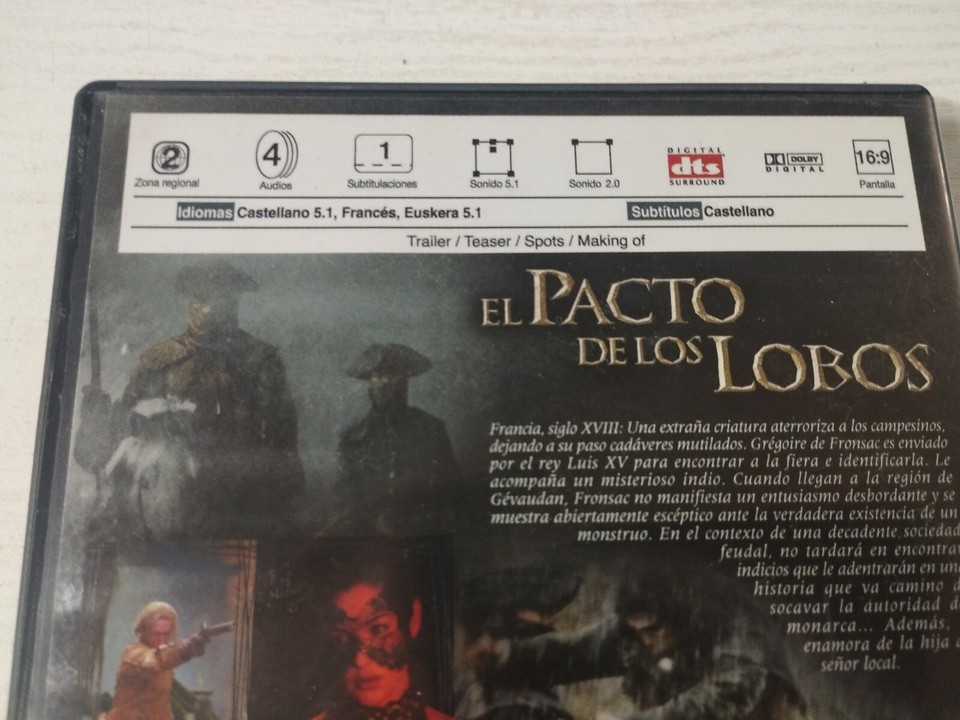 2
Zona regional
4
Audios
1
Subtitulaciones
Sonido 5.1
Sonido 2.0
DIGITAL
dts
SURROUND
DOLBY
DIGITAL
16:9
Pantalla
Idiomas Castellano 5.1, Francés, Euskera 5.1
Subtítulos Castellano
Trailer / Teaser / Spots / Making of
EL PACTO
DE LOS LOBOS
Francia, siglo XVIII: Una extraña criatura aterroriza a los campesinos,
dejando a su paso cadáveres mutilados. Grégoire de Fronsac es enviado
por el rey Luis XV para encontrar a la fiera e identificarla. Le
acompaña un misterioso indio. Cuando llegan a la región de
Gévaudan, Fronsac no manifiesta un entusiasmo desbordante y se
muestra abiertamente escéptico ante la verdadera existencia de un
monstruo. En el contexto de una decadente sociedad
feudal, no tardará en encontrar
indicios que le adentrarán en una
historia que va camino
socavar la autoridad
monarca... Además,
enamora de la hija
señor local.